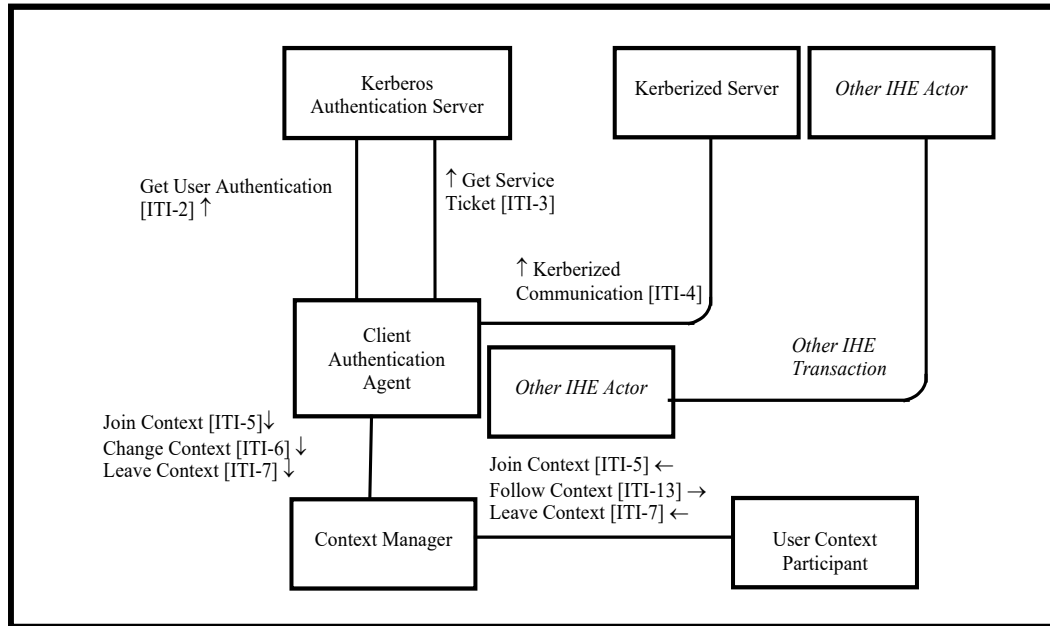 Kerberos
Authentication Server
Kerberized Server
Other IHE Actor
Get User Authentication
[ITI-2] ↑
↑ Get Service
Ticket [ITI-3]
↑ Kerberized
Communication [ITI-4]
Client
Authentication
Agent
Other IHE Actor
Other IHE
Transaction
Join Context [ITI-5]↓
Change Context [ITI-6] ↓
Leave Context [ITI-7] ↓
Join Context [ITI-5] ←
Follow Context [ITI-13] →
Leave Context [ITI-7] ←
Context Manager
User Context
Participant